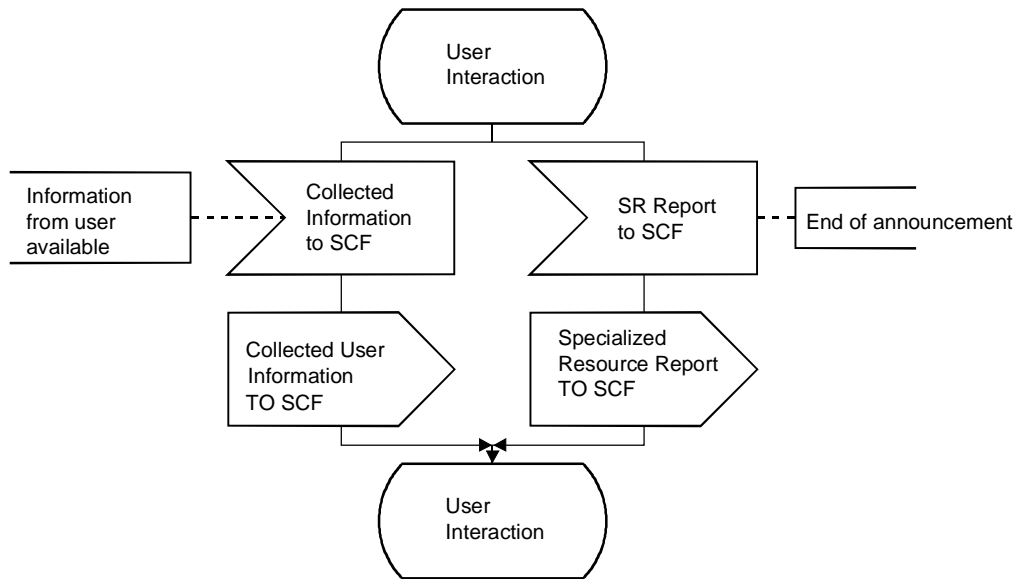 User
Interaction
Information
from user
available
Collected
Information
to SCF
SR Report
to SCF
End of announcement
Collected User
Information
TO SCF
Specialized
Resource Report
TO SCF
User
Interaction